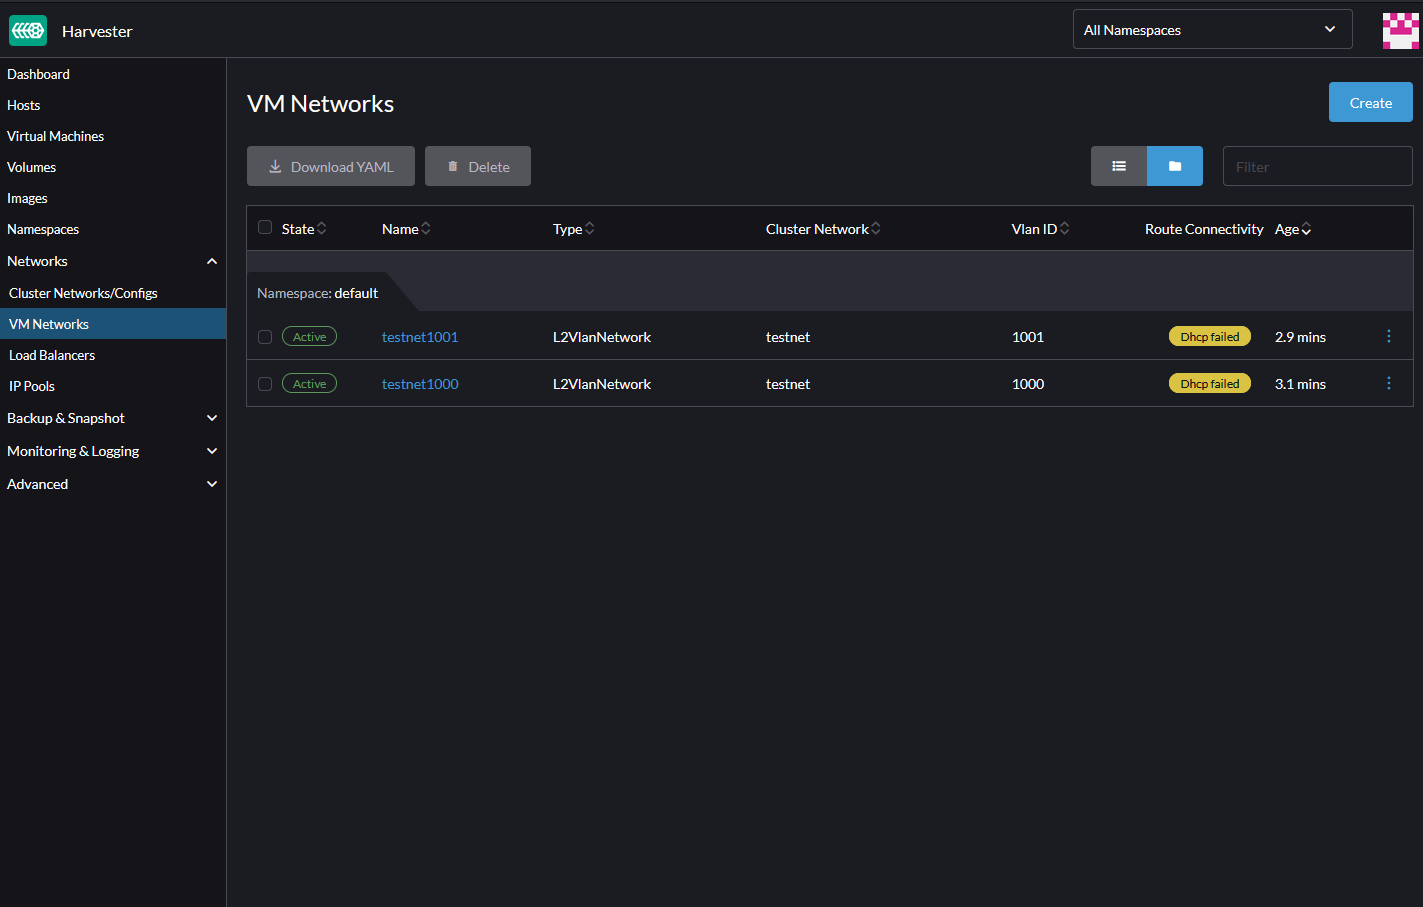 Harvester
All Namespaces
Dashboard
Hosts
Virtual Machines
Volumes
Images
Namespaces
Networks
Cluster Networks/Configs
VM Networks
Load Balancers
IP Pools
Backup & Snapshot
Monitoring & Logging
Advanced
VM Networks
Create
Download YAML Delete
Filter
State Name Type Cluster Network Vlan ID Route Connectivity Age
Namespace: default
Active testnet1001 L2VlanNetwork testnet 1001 Dhcp failed 2.9 mins
Active testnet1000 L2VlanNetwork testnet 1000 Dhcp failed 3.1 mins